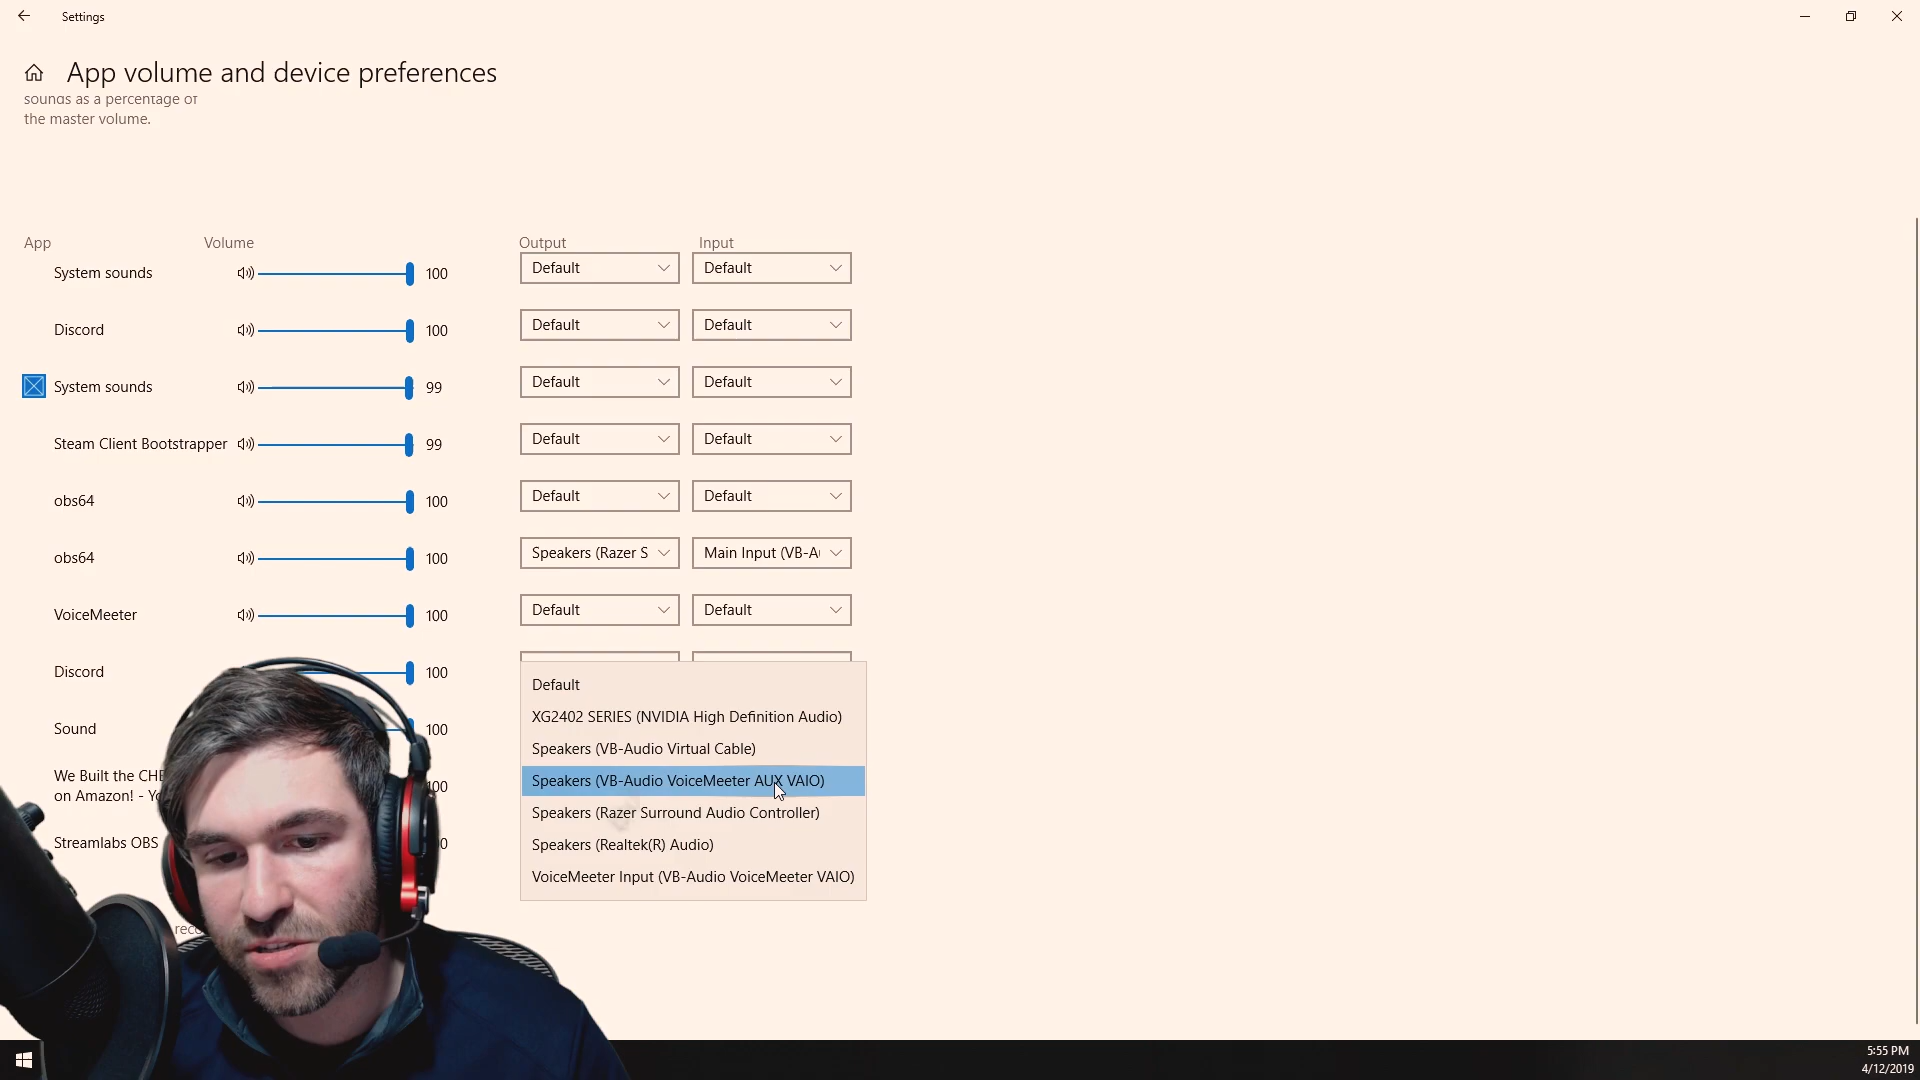 Settings
App volume and device preferences
sounds as a percentage of
the master volume.
App Volume Output Input
System sounds 100 Default Default
Discord 100 Default Default
System sounds 99 Default Default
Steam Client Bootstrapper 99 Default Default
obs64 100 Default Default
obs64 100 Speakers (Razer S Main Input (VB-A
VoiceMeeter 100 Default Default
Discord 100
Default
XG2402 SERIES (NVIDIA High Definition Audio)
Sound 100
Speakers (VB-Audio Virtual Cable)
We Built the CHE
on Amazon! - Yo
Speakers (VB-Audio VoiceMeeter AUX VAIO)
Speakers (Razer Surround Audio Controller)
Streamlabs OBS
Speakers (Realtek(R) Audio)
VoiceMeeter Input (VB-Audio VoiceMeeter VAIO)
5:55 PM
4/12/2019